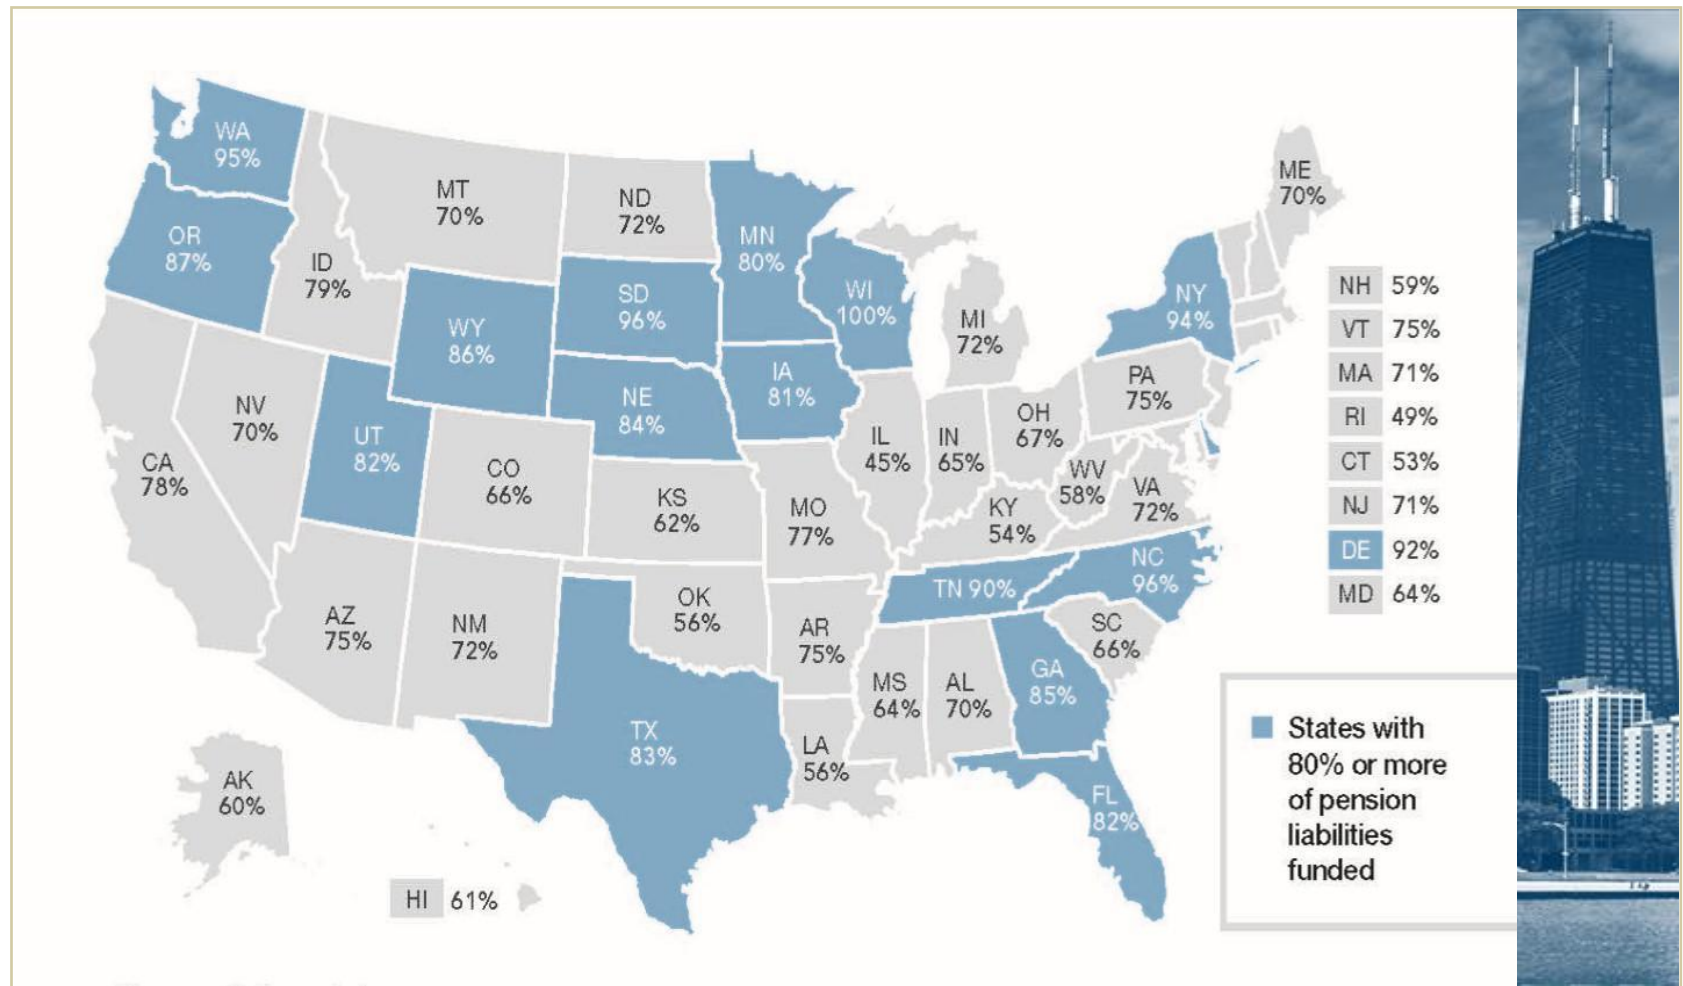 WA
95%
MT
70%
ND
72%
ME
70%
OR
87%
ID
79%
MN
80%
WY
86%
SD
96%
WI
100%
MI
72%
NY
94%
NH 59%
VT 75%
MA 71%
RI 49%
CT 53%
NJ 71%
DE 92%
MD 64%
NV
70%
UT
82%
NE
84%
IA
81%
PA
75%
CA
78%
CO
66%
KS
62%
MO
77%
IL
45%
IN
65%
OH
67%
WV
58%
VA
72%
KY
54%
AZ
75%
NM
72%
OK
56%
AR
75%
TN 90%
NC
96%
SC
66%
TX
83%
LA
56%
MS
64%
AL
70%
GA
85%
FL
82%
AK
60%
HI 61%
States with
80% or more
of pension
liabilities
funded